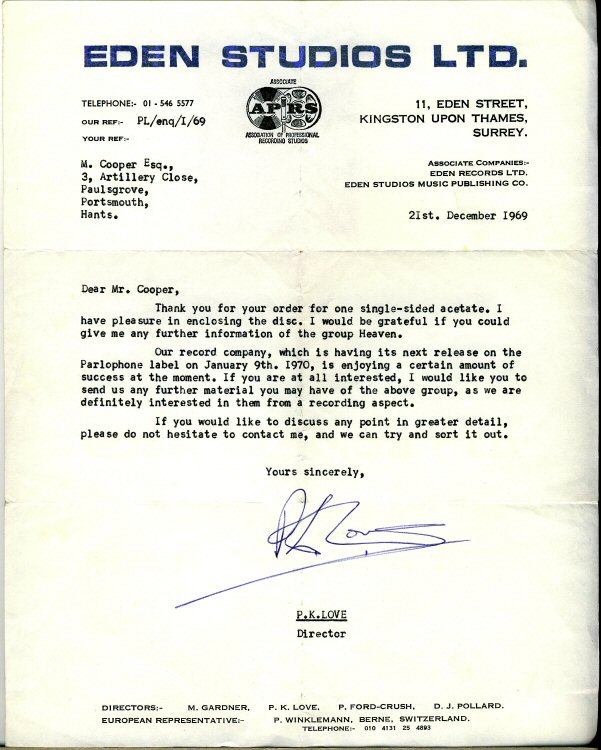 EDEN STUDIOS LTD.
TELEPHONE:- 01 - 546 5577
OUR REF:- PL/enq/I/69
YOUR REF:-
ASSOCIATE
APRS
ASSOCIATION OF PROFESSIONAL
RECORDING STUDIOS
11, EDEN STREET,
KINGSTON UPON THAMES,
SURREY.
ASSOCIATE COMPANIES:-
EDEN RECORDS LTD.
EDEN STUDIOS MUSIC PUBLISHING CO.
M. Cooper Esq.,
3, Artillery Close,
Paulsgrove,
Portsmouth,
Hants.
2Ist. December I969
Dear Mr. Cooper,
Thank you for your order for one single-sided acetate. I
have pleasure in enclosing the disc. I would be grateful if you could
give me any further information of the group Heaven.
Our record company, which is having its next release on the
Parlophone label on January 9th. I970, is enjoying a certain amount of
success at the moment. If you are at all interested, I would like you to
send us any further material you may have of the above group, as we are
definitely interested in them from a recording aspect.
If you would like to discuss any point in greater detail,
please do not hesitate to contact me, and we can try and sort it out.
Yours sincerely,
PK Love
P.K.LOVE
Director
DIRECTORS:- M. GARDNER, P. K. LOVE, P. FORD-CRUSH, D. J. POLLARD.
EUROPEAN REPRESENTATIVE:- P. WINKLEMANN, BERNE, SWITZERLAND.
TELEPHONE:- 010 4131 25 4893